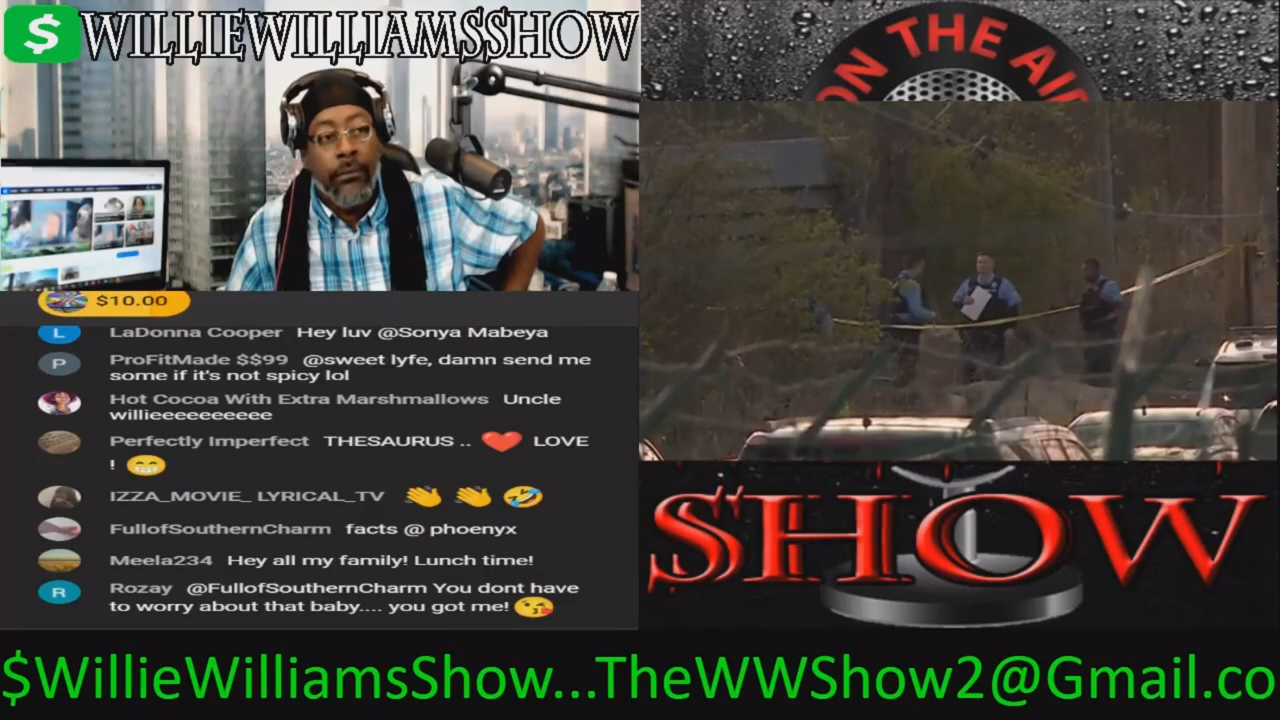 $ WILLIEWILLIAMSSHOW
ON THE AIR
$10.00
L LaDonna Cooper Hey luv @Sonya Mabeya
P ProFitMade $$99 @sweet lyfe, damn send me
some if it's not spicy lol
Hot Cocoa With Extra Marshmallows Uncle
willieeeeeeeeeee
Perfectly Imperfect THESAURUS .. ❤️ LOVE
! 😁
IZZA_MOVIE_ LYRICAL_TV 👏 👏 🤣
FullofSouthernCharm facts @ phoenyx
Meela234 Hey all my family! Lunch time!
R Rozay @FullofSouthernCharm You dont have
to worry about that baby.... you got me! 😘
SHOW
$WillieWilliamsShow...TheWWShow2@Gmail.co